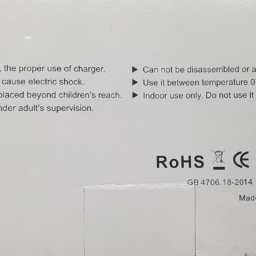 , the proper use of charger.
cause electric shock.
placed beyond children's reach.
nder adult's supervision.
▶ Can not be disassembled or a
▶ Use it between temperature 0
▶ Indoor use only. Do not use it
RoHS CE
GB 4706.18-2014
Made